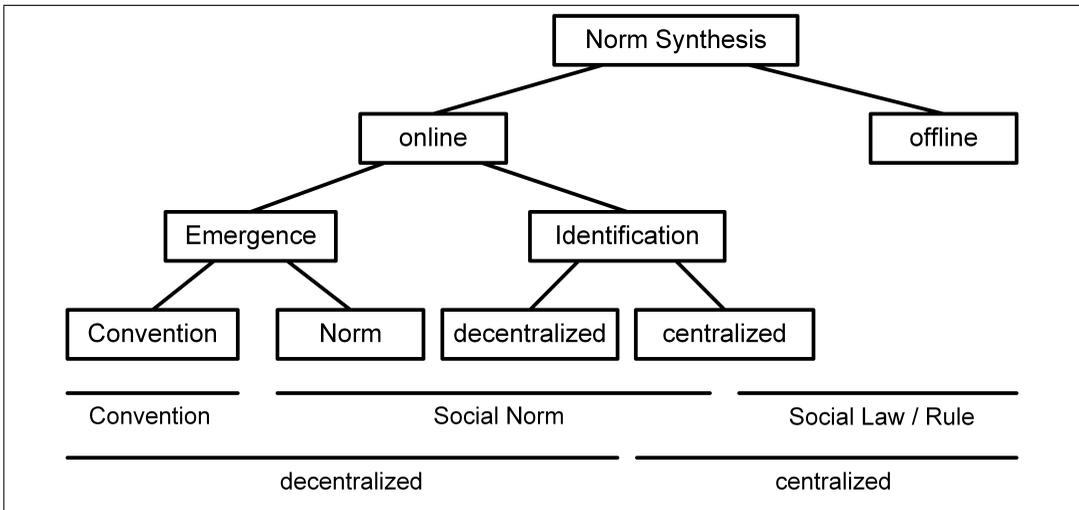 Norm Synthesis
online
offline
Emergence
Identification
Convention
Norm
decentralized
centralized
Convention
Social Norm
Social Law / Rule
decentralized
centralized